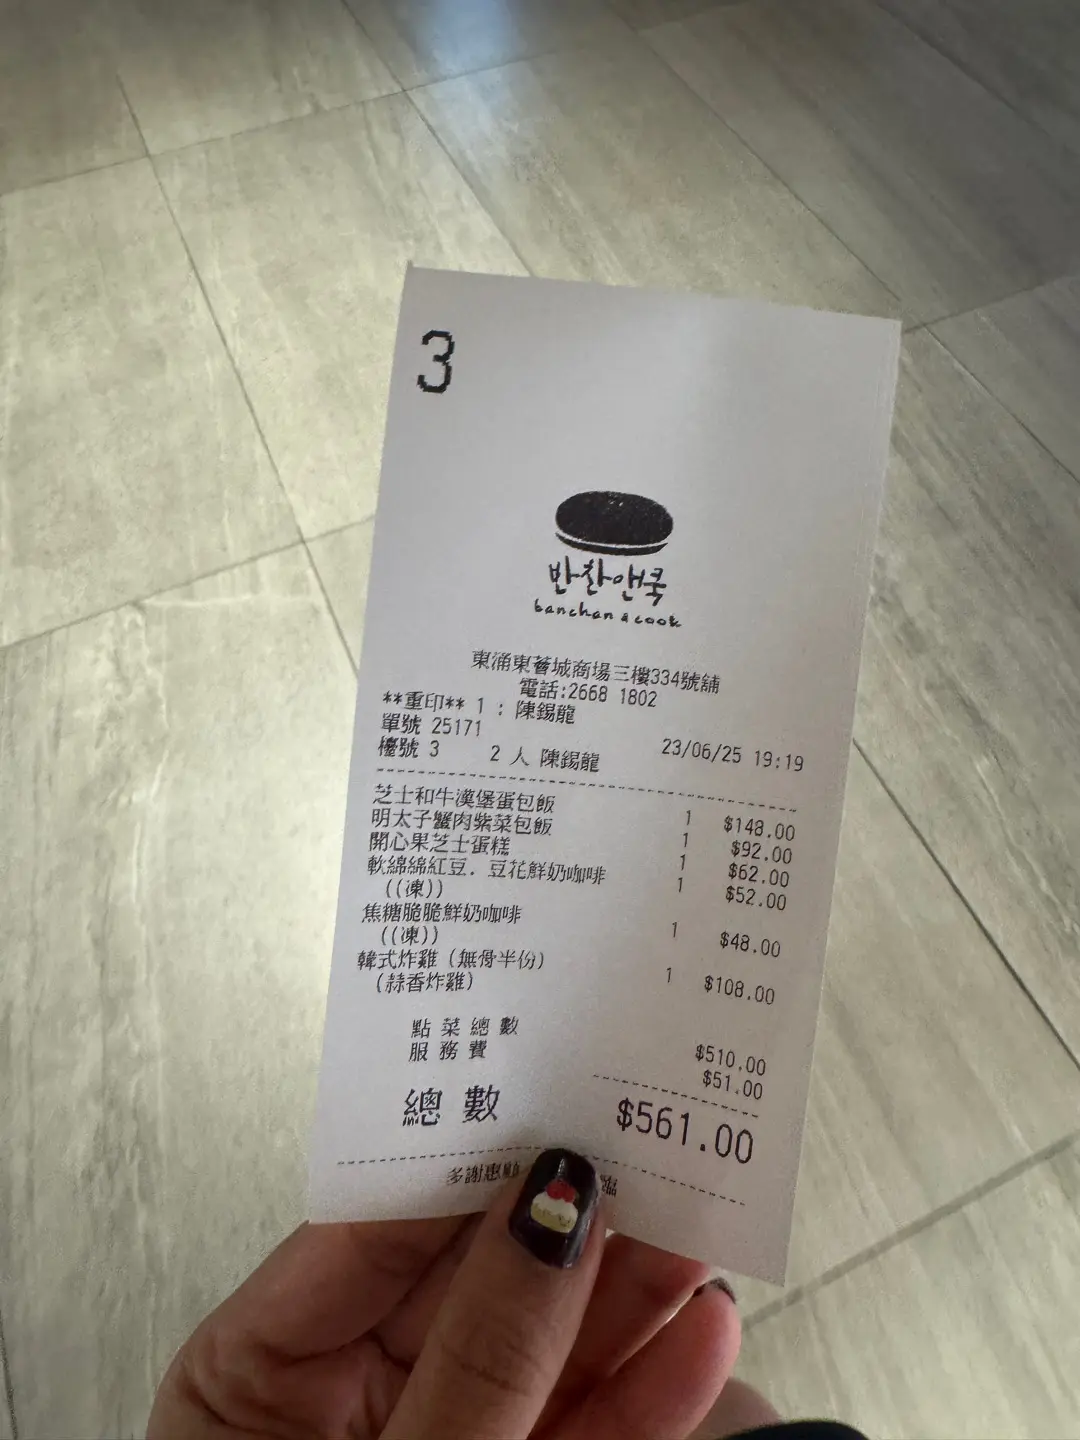 3
반찬앤쿡
banchan & cook
東涌東薈城商場三樓334號舖
電話:2668 1802
**重印** 1 : 陳錫龍
單號 25171
23/06/25 19:19
檯號 3 2 人 陳錫龍
芝士和牛漢堡蛋包飯 1 $148.00
明太子蟹肉紫菜包飯 1 $92.00
開心果芝士蛋糕 1 $62.00
軟綿綿紅豆. 豆花鮮奶咖啡 1 $52.00
((凍))
焦糖脆脆鮮奶咖啡 1 $48.00
((凍))
韓式炸雞 (無骨半份) 1 $108.00
(蒜香炸雞)
點菜總數 $510.00
服務費 $51.00
總數 $561.00
多謝惠顧